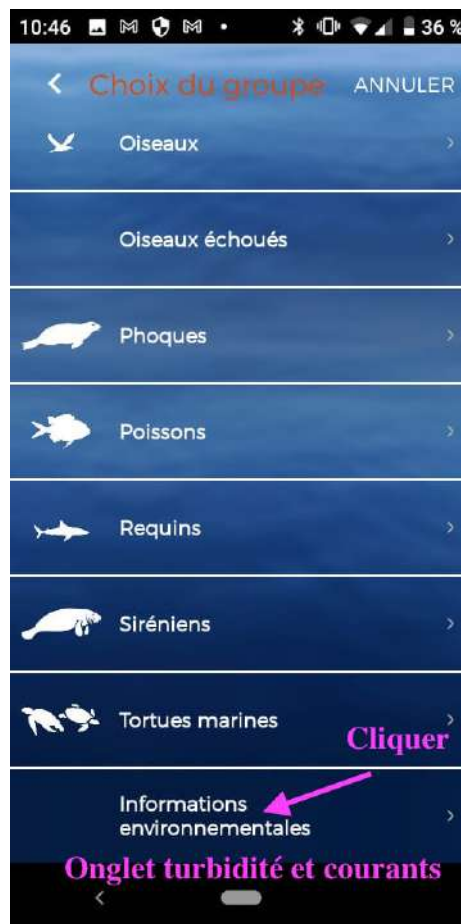 10:46
36 %
Choix du groupe
ANNULER
Oiseaux
Oiseaux échoués
Phoques
Poissons
Requins
Siréniens
Tortues marines
Cliquer
Informations
environnementales
Onglet turbidité et courants